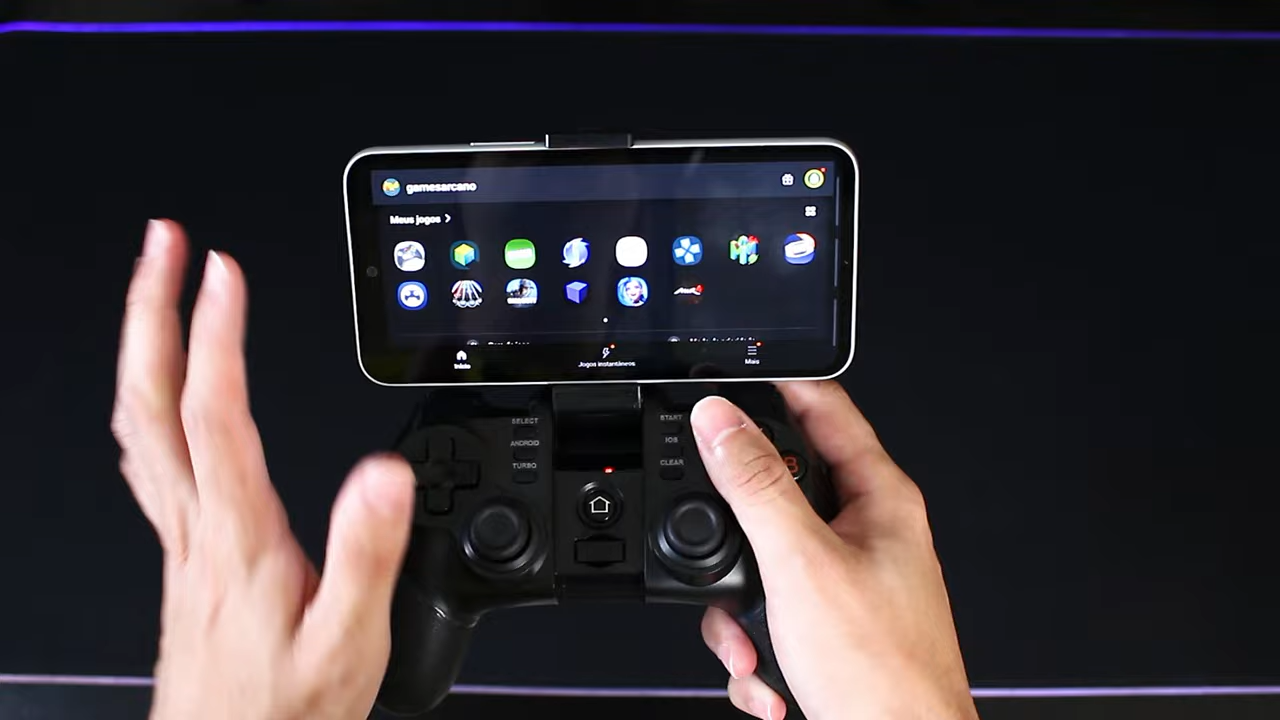 gamesarcano
Meus jogos >
Início
Jogos instantâneos
Mais
SELECT
START
ANDROID
IOS
TURBO
CLEAR
B